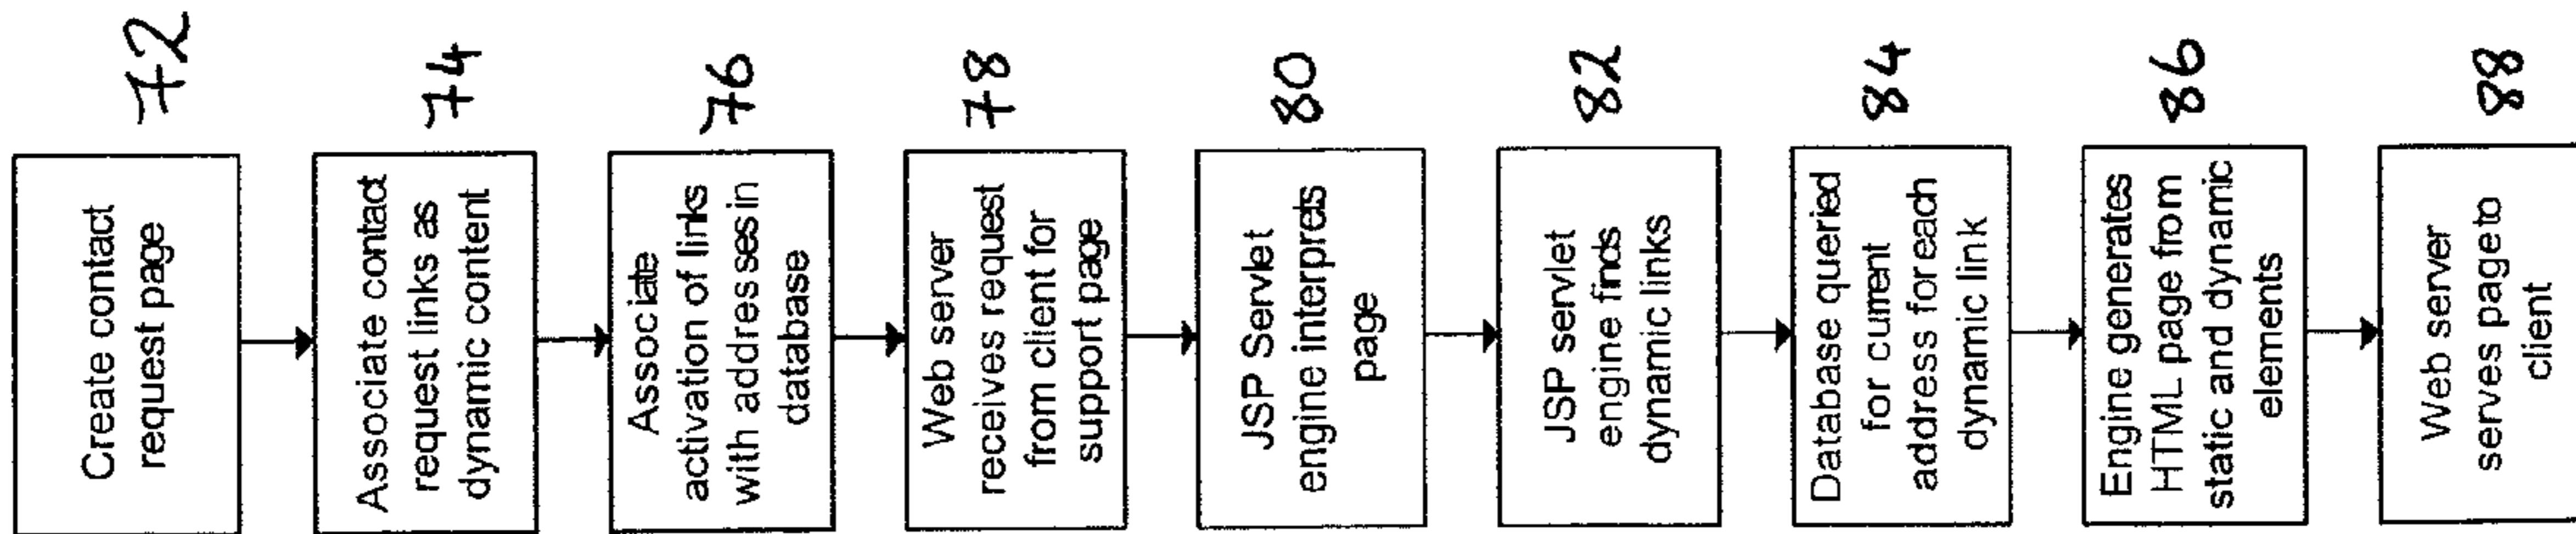 Create contact
request page
72
Associate contact
request links as
dynamic content
74
Associate
activation of links
with addresses in
database
76
Web server
receives request
from client for
support page
78
JSP Servlet
engine interprets
page
80
JSP servlet
engine finds
dynamic links
82
Database queried
for current
address for each
dynamic link
84
Engine generates
HTML page from
static and dynamic
elements
86
Web server
serves page to
client
88